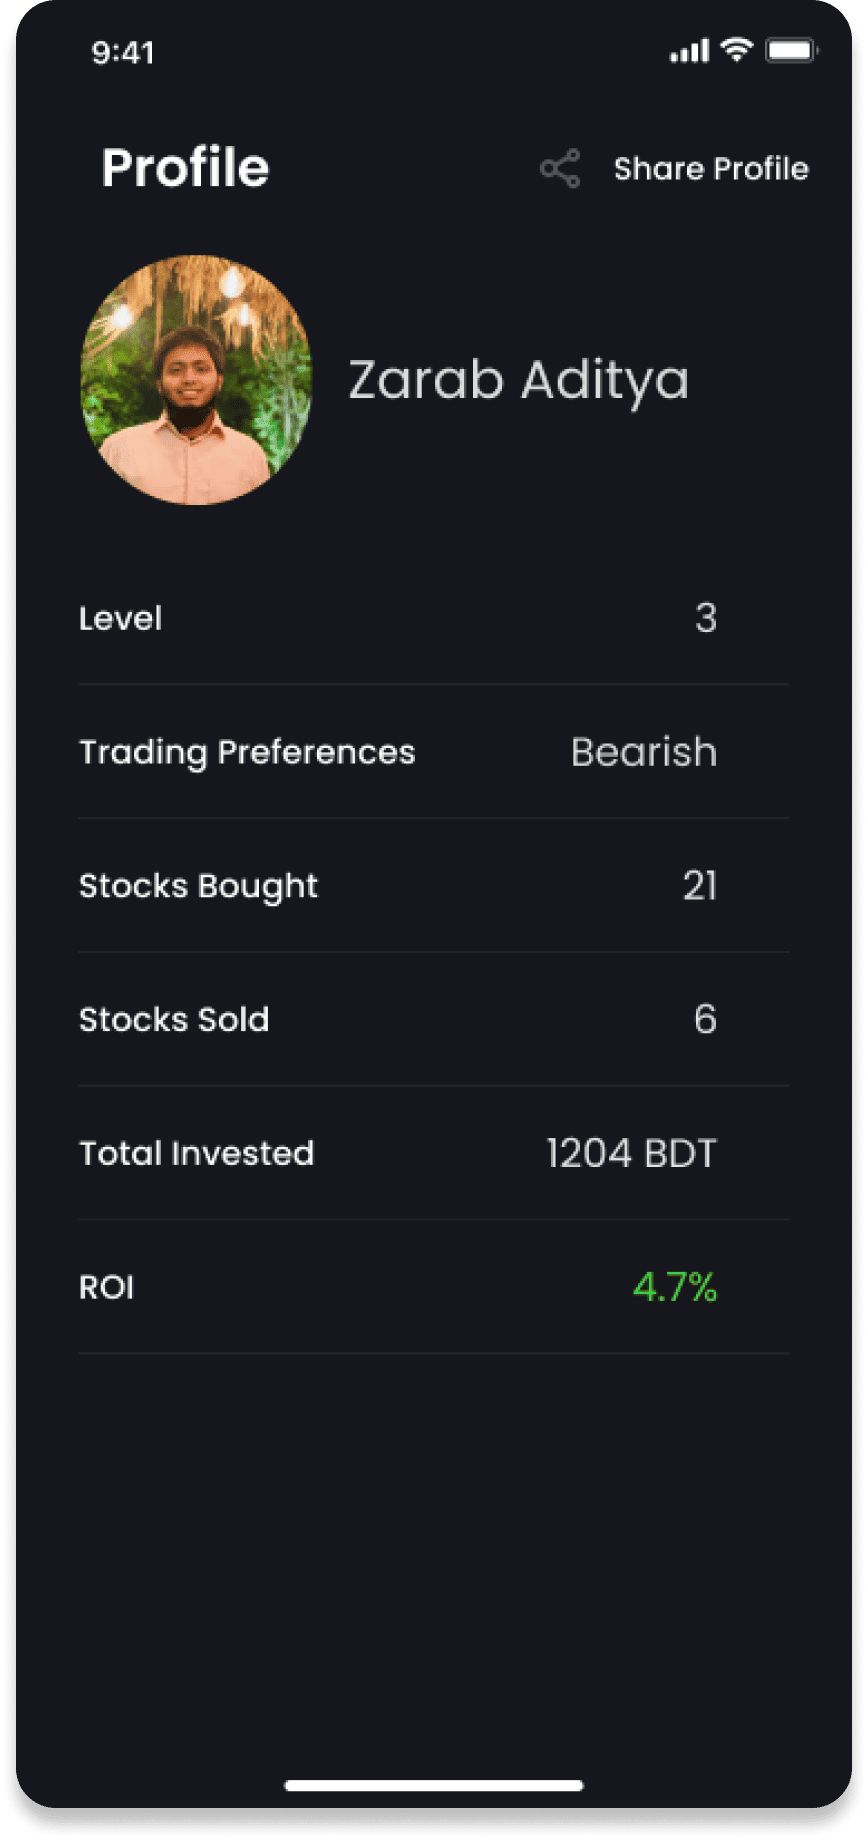 9:41
Profile
Share Profile
Zarab Aditya
Level 3
Trading Preferences Bearish
Stocks Bought 21
Stocks Sold 6
Total Invested 1204 BDT
ROI 4.7%